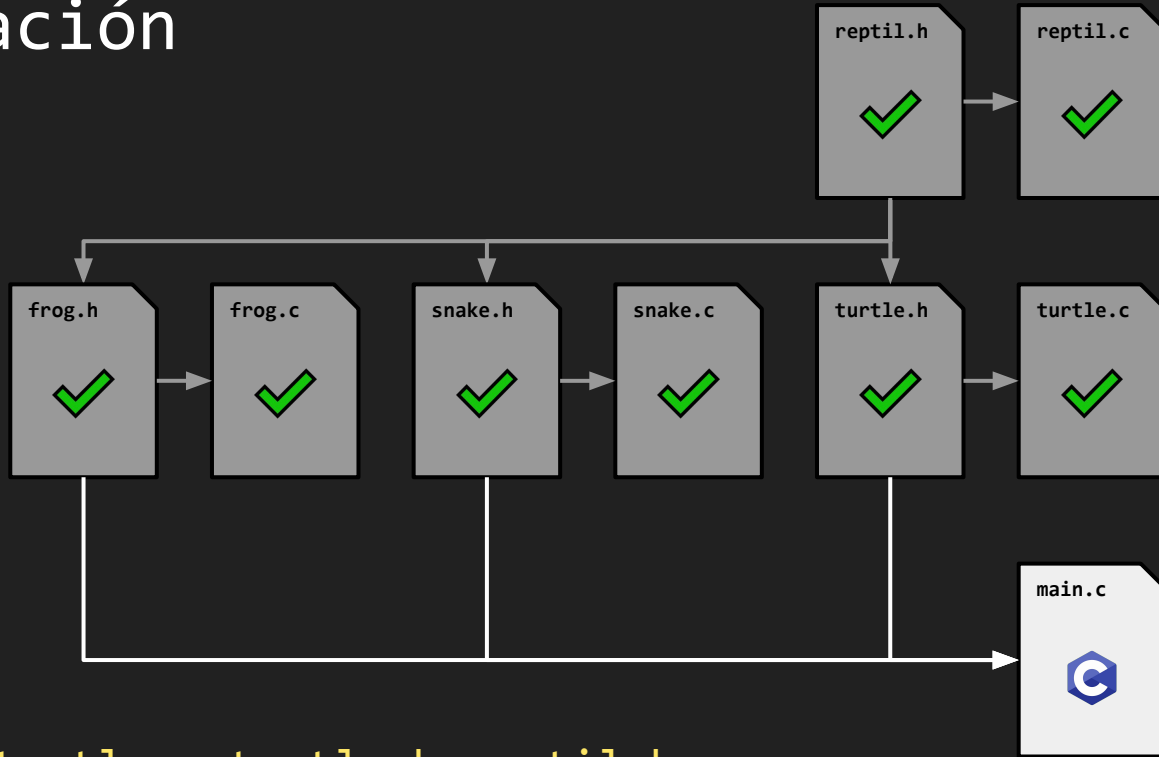 ación
reptil.h
reptil.c
frog.h
frog.c
snake.h
snake.c
turtle.h
turtle.c
main.c
C